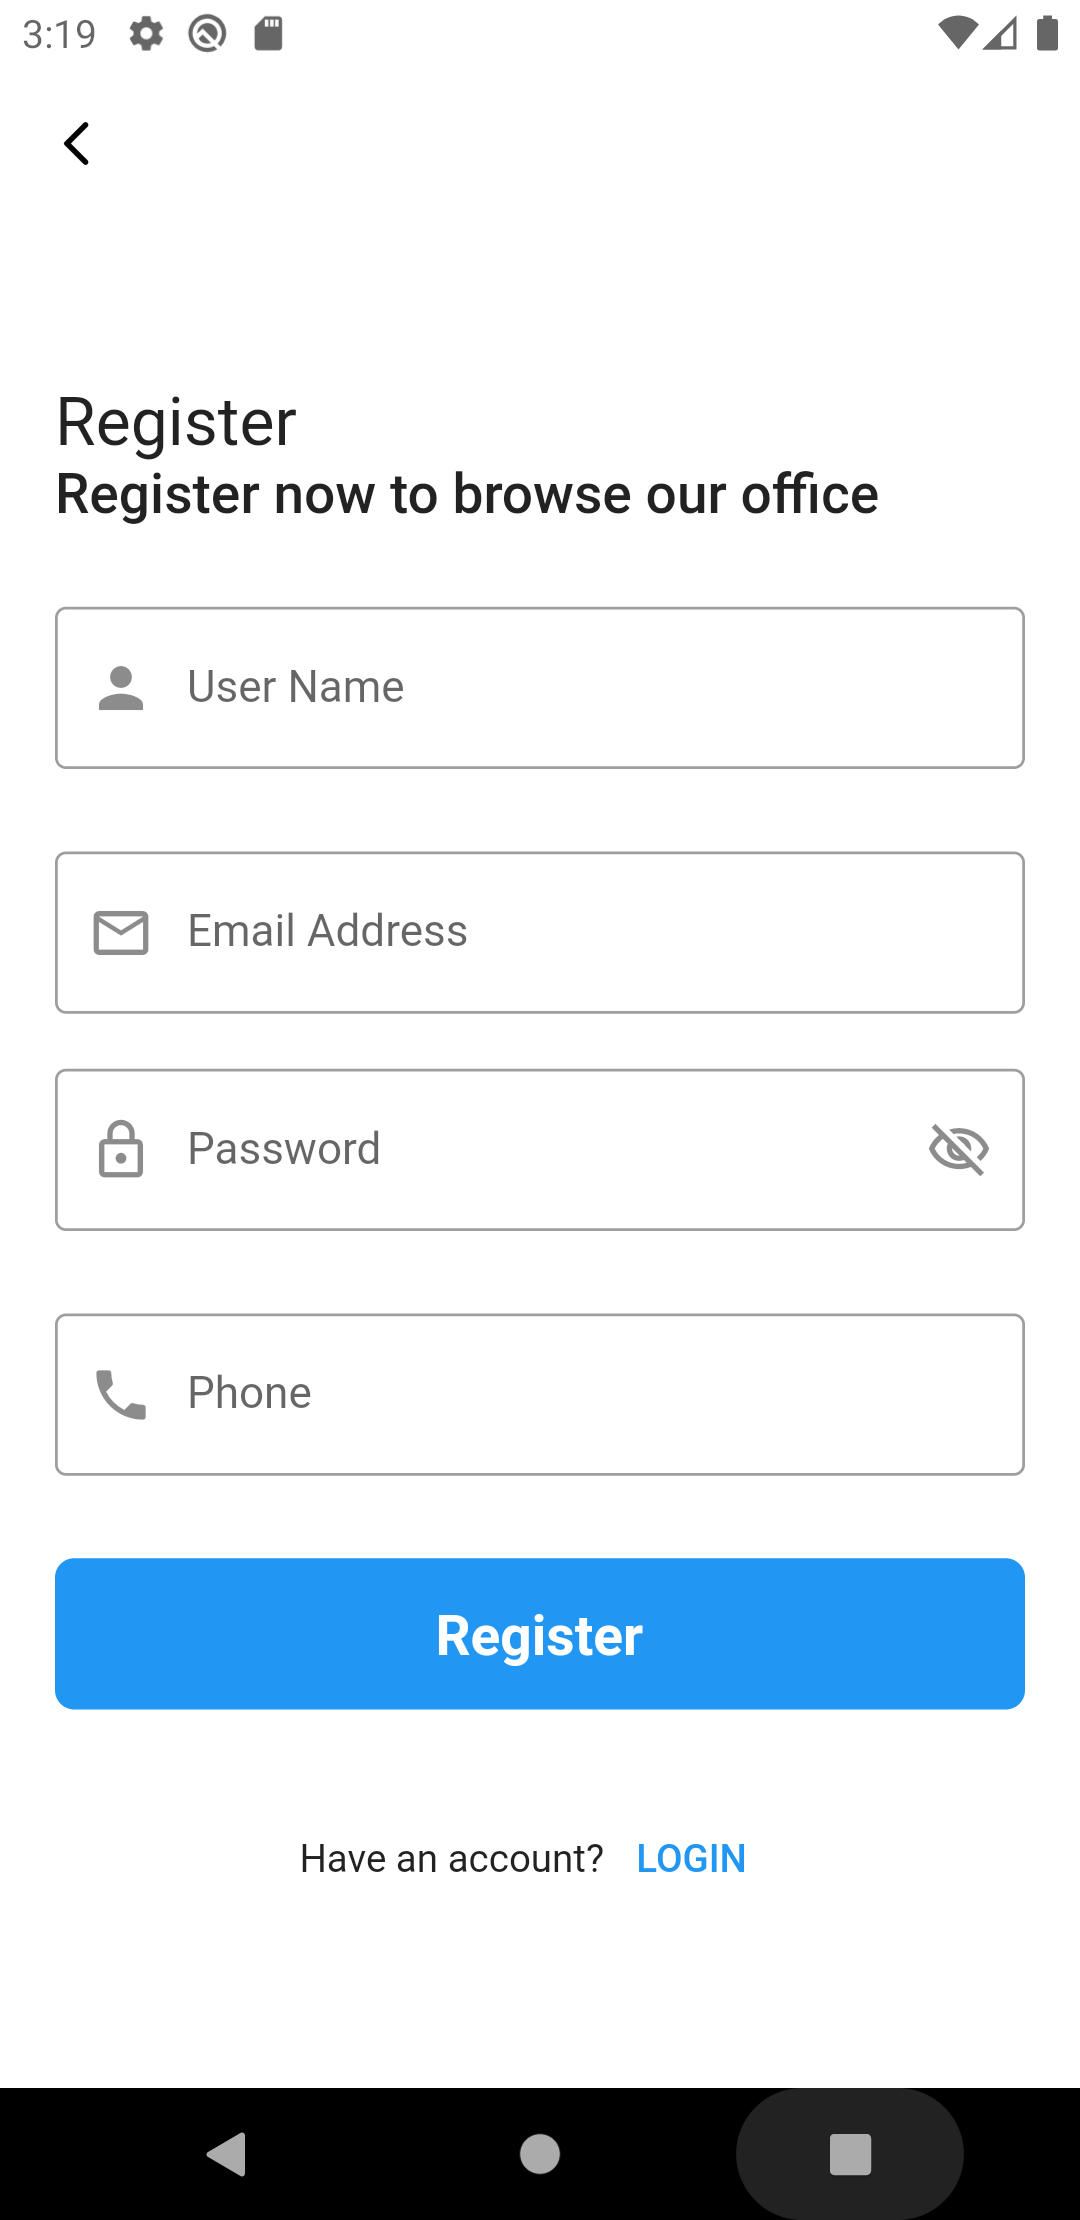 3:19
Register
Register now to browse our office
User Name
Email Address
Password
Phone
Register
Have an account? LOGIN